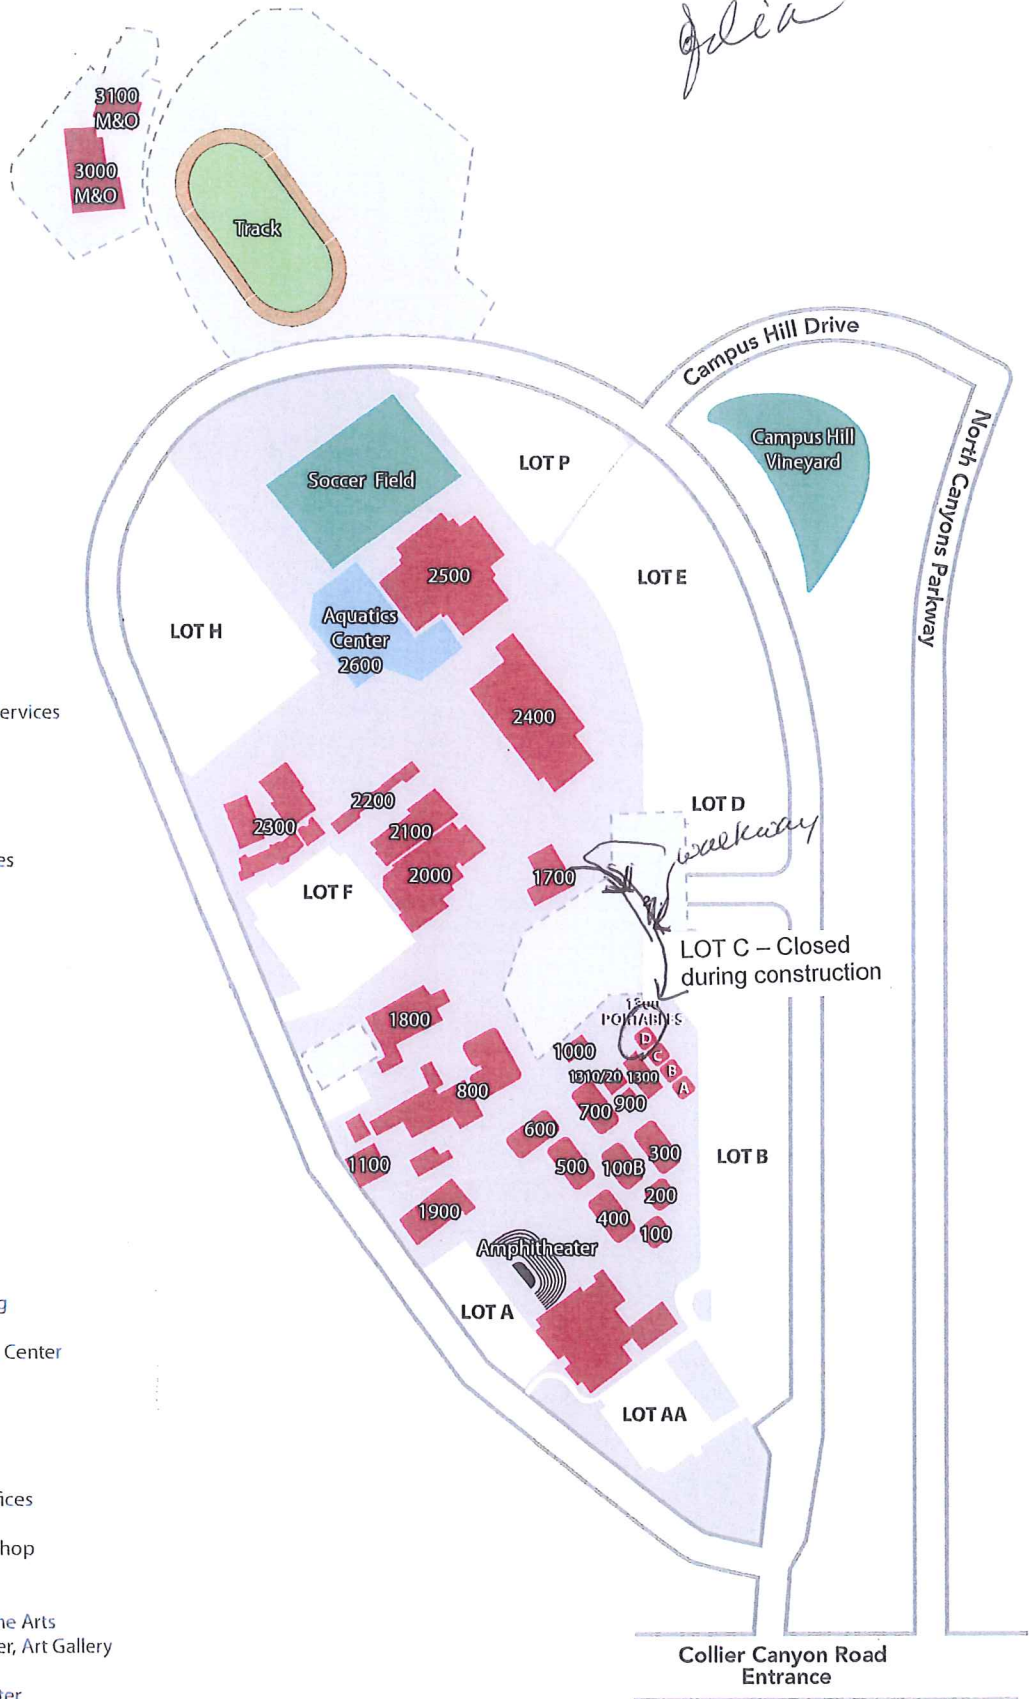 3100
M&O
3000
M&O
Track
Campus Hill Drive
North Canyons Parkway
Campus Hill
Vineyard
LOT P
Soccer Field
LOT E
2500
Aquatics
Center
2600
LOT H
2400
ervices
LOT D
walkway
2200
2300
2100
es
2000
1700
LOT F
LOT C – Closed
during construction
1800
PORTABLES
D
C
B
A
1000
1310/20
1300
800
700
900
600
300
500
100B
LOT B
1100
200
1900
400
100
Amphitheater
g
LOT A
Center
LOT AA
fices
hop
ne Arts
er, Art Gallery
ter
Collier Canyon Road
Entrance